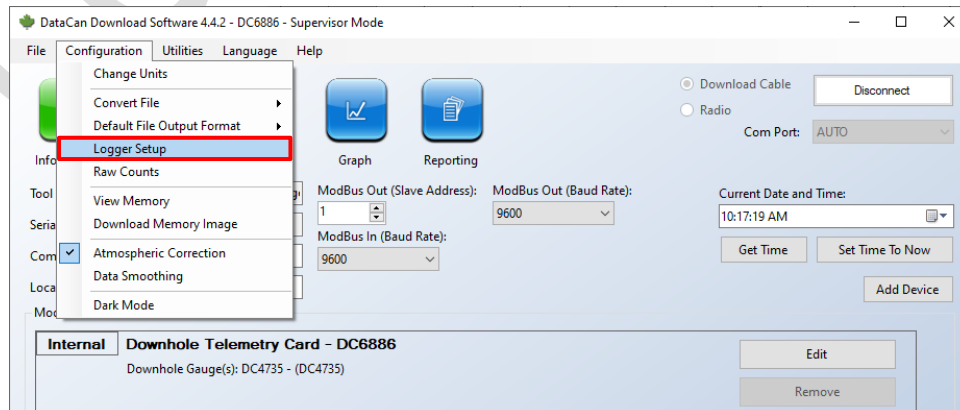 DataCan Download Software 4.4.2 - DC6886 - Supervisor Mode
File Configuration Utilities Language Help
Change Units
Convert File
Default File Output Format
Logger Setup
Raw Counts
View Memory
Download Memory Image
Atmospheric Correction
Data Smoothing
Dark Mode
Graph
Reporting
Download Cable
Radio
Disconnect
Com Port: AUTO
Tool
ModBus Out (Slave Address):
1
ModBus Out (Baud Rate):
9600
ModBus In (Baud Rate):
9600
Current Date and Time:
10:17:19 AM
Get Time
Set Time To Now
Add Device
Internal
Downhole Telemetry Card - DC6886
Downhole Gauge(s): DC4735 - (DC4735)
Edit
Remove